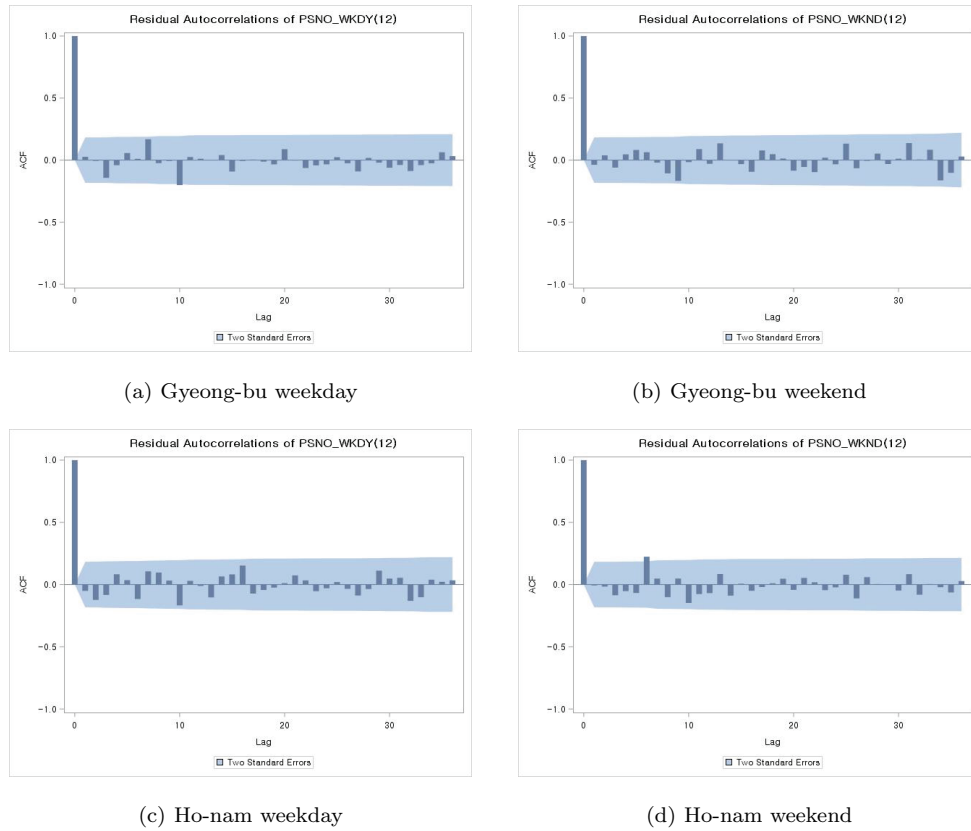 Residual Autocorrelations of PSNO_WKDY(12)
1.0
0.5
0.0
−0.5
−1.0
ACF
0 10 20 30
Lag
Two Standard Errors
(a) Gyeong-bu weekday
Residual Autocorrelations of PSNO_WKND(12)
1.0
0.5
0.0
−0.5
−1.0
ACF
0 10 20 30
Lag
Two Standard Errors
(b) Gyeong-bu weekend
Residual Autocorrelations of PSNO_WKDY(12)
1.0
0.5
0.0
−0.5
−1.0
ACF
0 10 20 30
Lag
Two Standard Errors
(c) Ho-nam weekday
Residual Autocorrelations of PSNO_WKND(12)
1.0
0.5
0.0
−0.5
−1.0
ACF
0 10 20 30
Lag
Two Standard Errors
(d) Ho-nam weekend